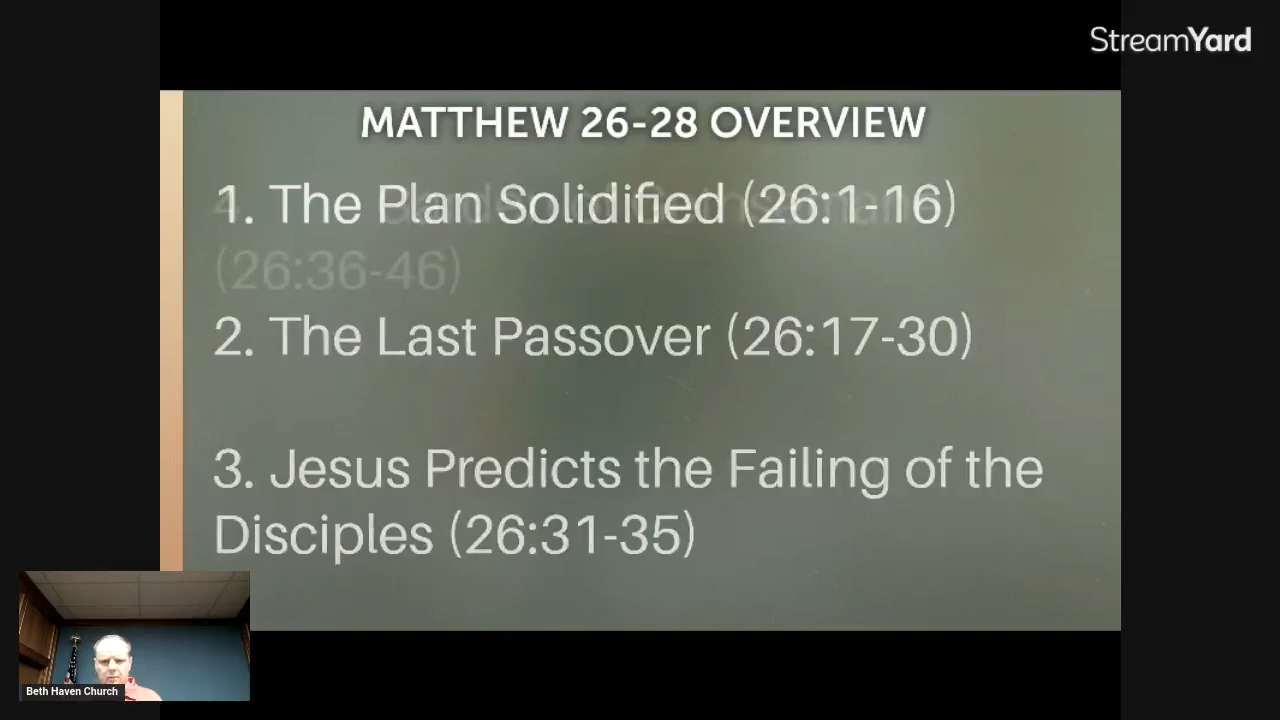 StreamYard
MATTHEW 26-28 OVERVIEW
1. The Plan Solidified (26:1-16)
(26:36-46)
2. The Last Passover (26:17-30)
3. Jesus Predicts the Failing of the
Disciples (26:31-35)
Beth Haven Church